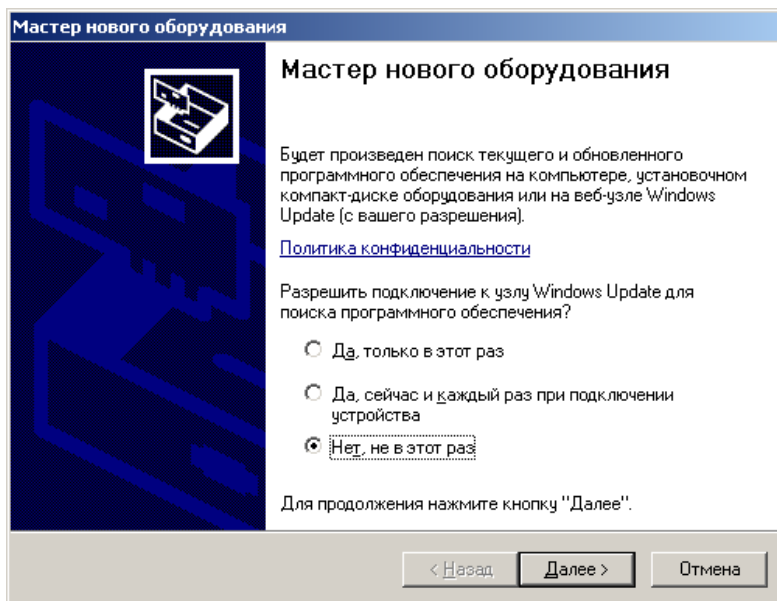 Мастер нового оборудования
Мастер нового оборудования
Будет произведен поиск текущего и обновленного
программного обеспечения на компьютере, установочном
компакт-диске оборудования или на веб-узле Windows
Update (с вашего разрешения).
Политика конфиденциальности
Разрешить подключение к узлу Windows Update для
поиска программного обеспечения?
Да, только в этот раз
Да, сейчас и каждый раз при подключении
устройства
Нет, не в этот раз
Для продолжения нажмите кнопку "Далее".
< Назад
Далее >
Отмена